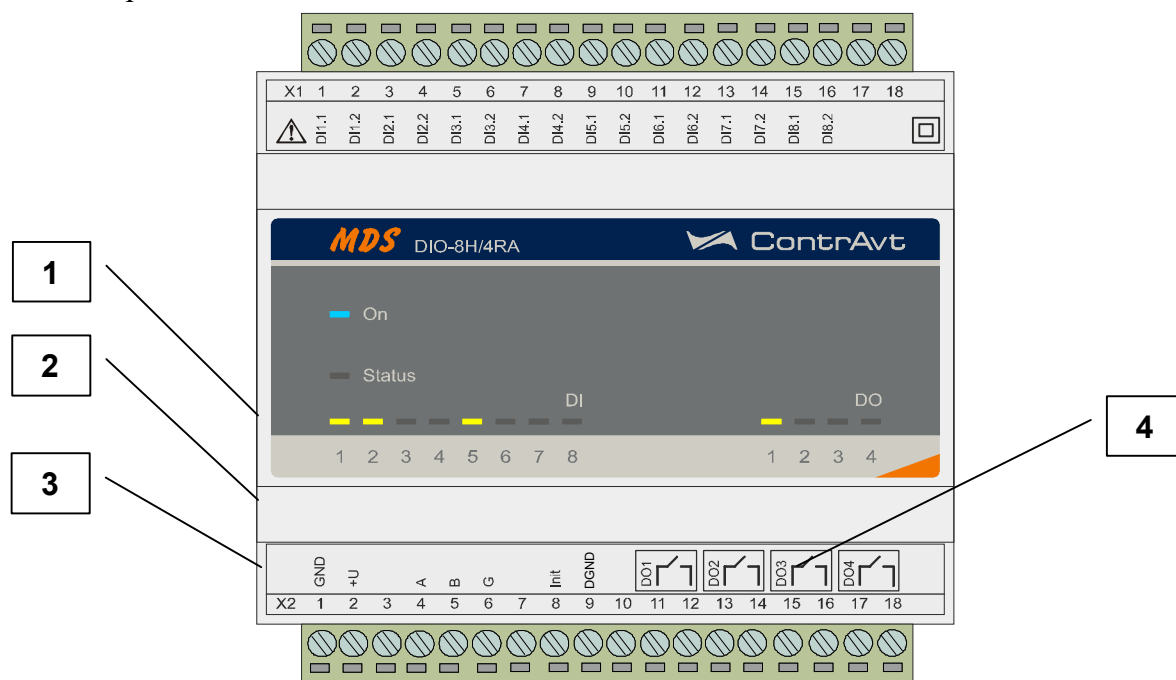 X1 1 2 3 4 5 6 7 8 9 10 11 12 13 14 15 16 17 18
DI1.1 DI1.2 DI2.1 DI2.2 DI3.1 DI3.2 DI4.1 DI4.2 DI5.1 DI5.2 DI6.1 DI6.2 DI7.1 DI7.2 DI8.1 DI8.2
MDS DIO-8H/4RA ContrAvt
1
On
2
Status
DI DO
4
1 2 3 4 5 6 7 8 1 2 3 4
3
GND +U A B G Init DGND DO1 DO2 DO3 DO4
X2 1 2 3 4 5 6 7 8 9 10 11 12 13 14 15 16 17 18